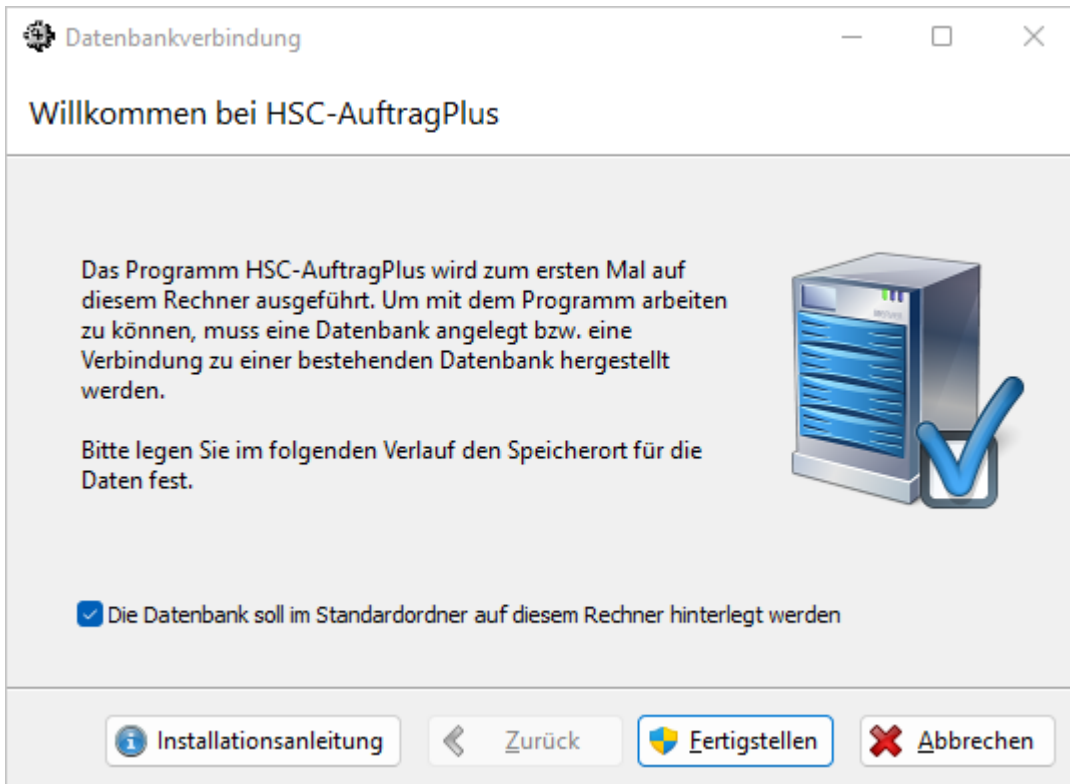 Datenbankverbindung
Willkommen bei HSC-AuftragPlus
Das Programm HSC-AuftragPlus wird zum ersten Mal auf
diesem Rechner ausgeführt. Um mit dem Programm arbeiten
zu können, muss eine Datenbank angelegt bzw. eine
Verbindung zu einer bestehenden Datenbank hergestellt
werden.
Bitte legen Sie im folgenden Verlauf den Speicherort für die
Daten fest.
Die Datenbank soll im Standardordner auf diesem Rechner hinterlegt werden
Installationsanleitung
Zurück
Fertigstellen
Abbrechen